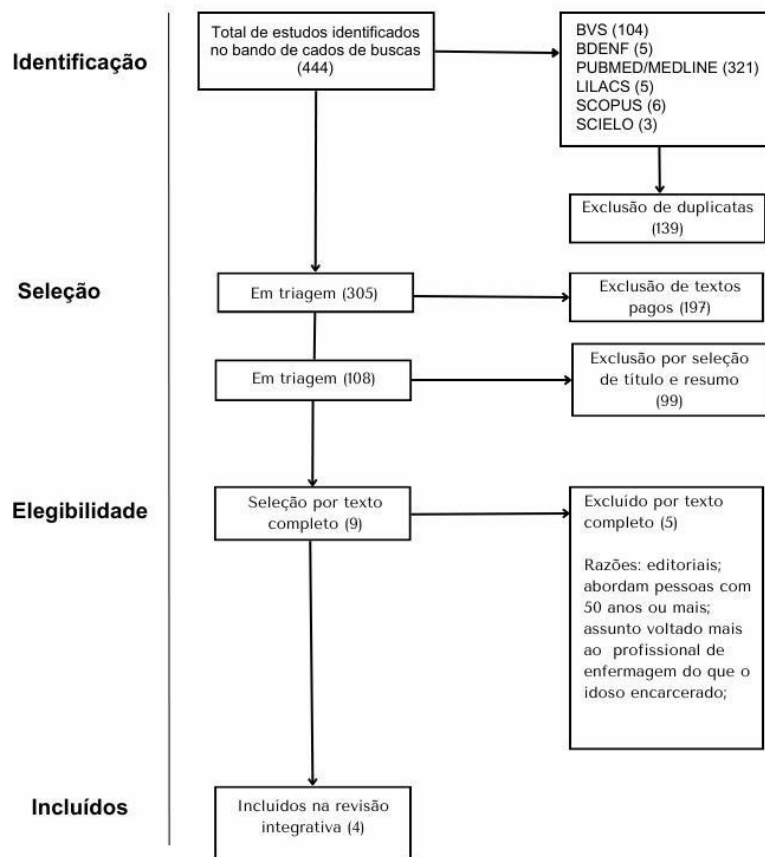 Identificação
Total de estudos identificados
no bando de cados de buscas
(444)
BVS (104)
BDENF (5)
PUBMED/MEDLINE (321)
LILACS (5)
SCOPUS (6)
SCIELO (3)
Exclusão de duplicatas
(139)
Seleção
Em triagem (305)
Exclusão de textos
pagos (197)
Em triagem (108)
Exclusão por seleção
de título e resumo
(99)
Elegibilidade
Seleção por texto
completo (9)
Excluído por texto
completo (5)
Razões: editoriais;
abordam pessoas com
50 anos ou mais;
assunto voltado mais
ao profissional de
enfermagem do que o
idoso encarcerado;
Incluídos
Incluídos na revisão
integrativa (4)